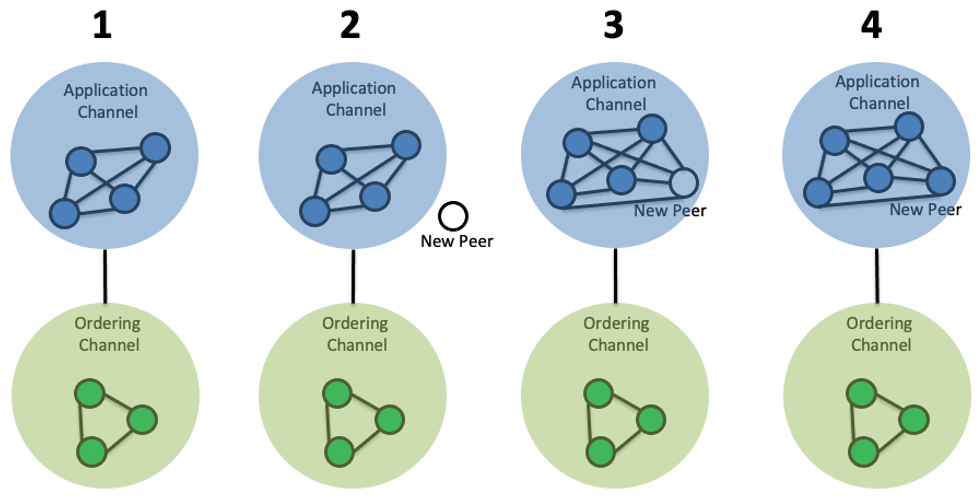 1
2
3
4
Application
Channel
Application
Channel
New Peer
Application
Channel
New Peer
Application
Channel
New Peer
Ordering
Channel
Ordering
Channel
Ordering
Channel
Ordering
Channel